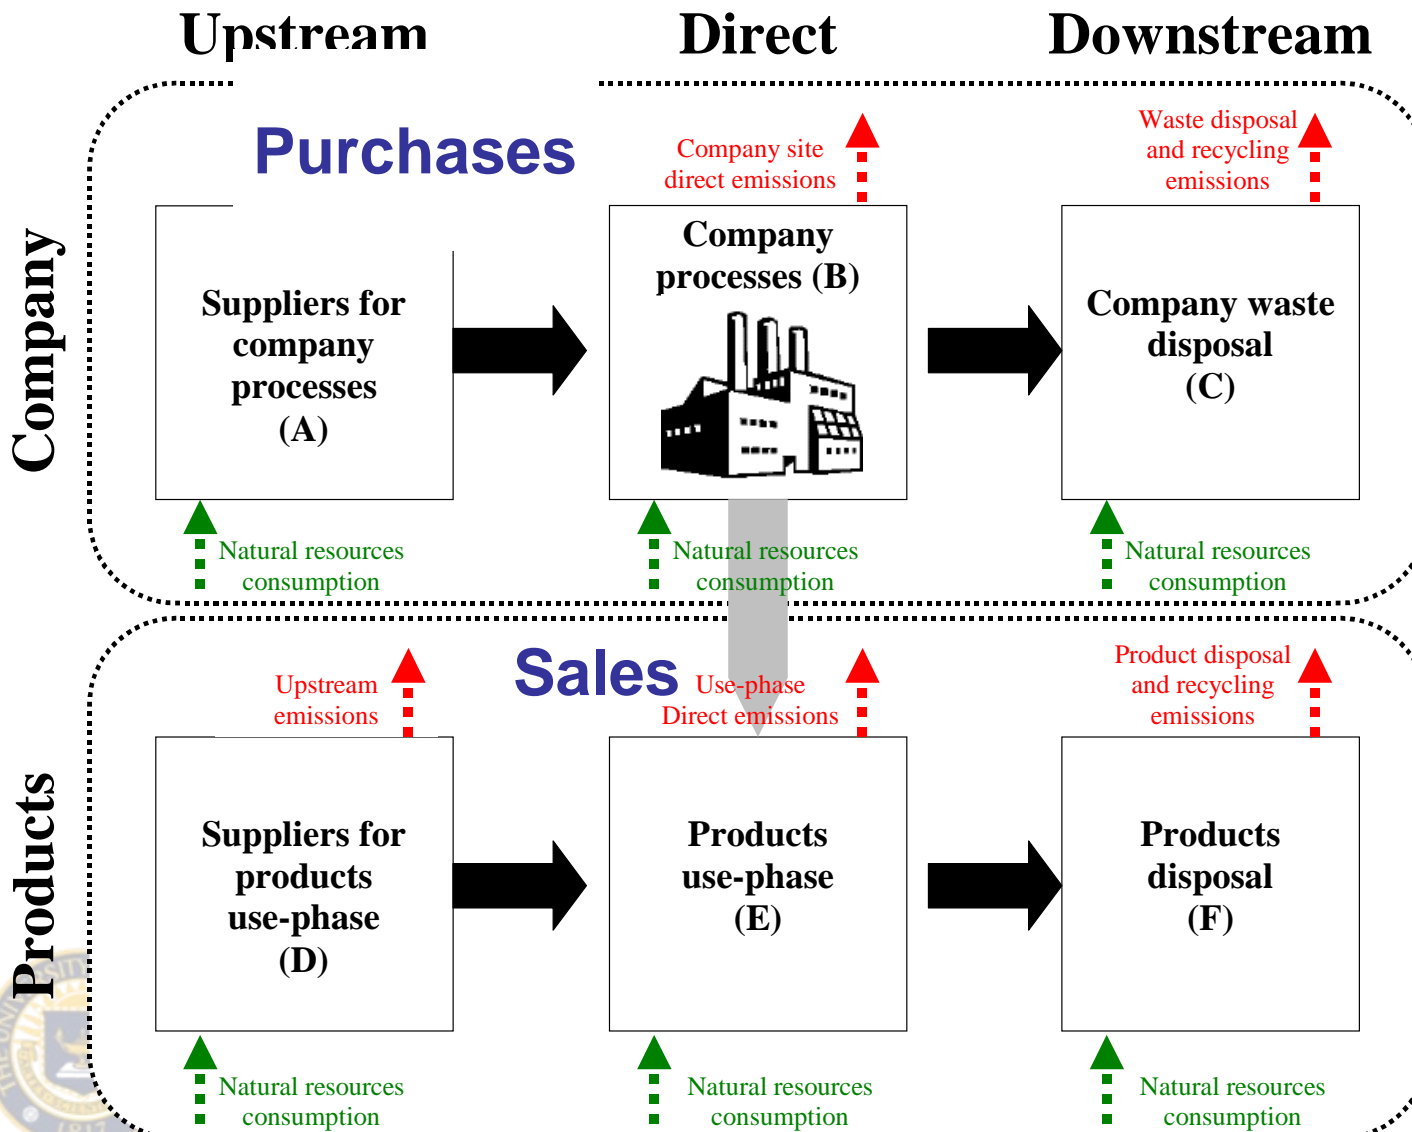 Upstream
Direct
Downstream
Company
Purchases
Company site
direct emissions
Waste disposal
and recycling
emissions
Suppliers for
company
processes
(A)
Company
processes (B)
Company waste
disposal
(C)
Natural resources
consumption
Natural resources
consumption
Natural resources
consumption
Products
Sales
Upstream
emissions
Use-phase
Direct emissions
Product disposal
and recycling
emissions
Suppliers for
products
use-phase
(D)
Products
use-phase
(E)
Products
disposal
(F)
Natural resources
consumption
Natural resources
consumption
Natural resources
consumption
THE UNIVERSITY
1817